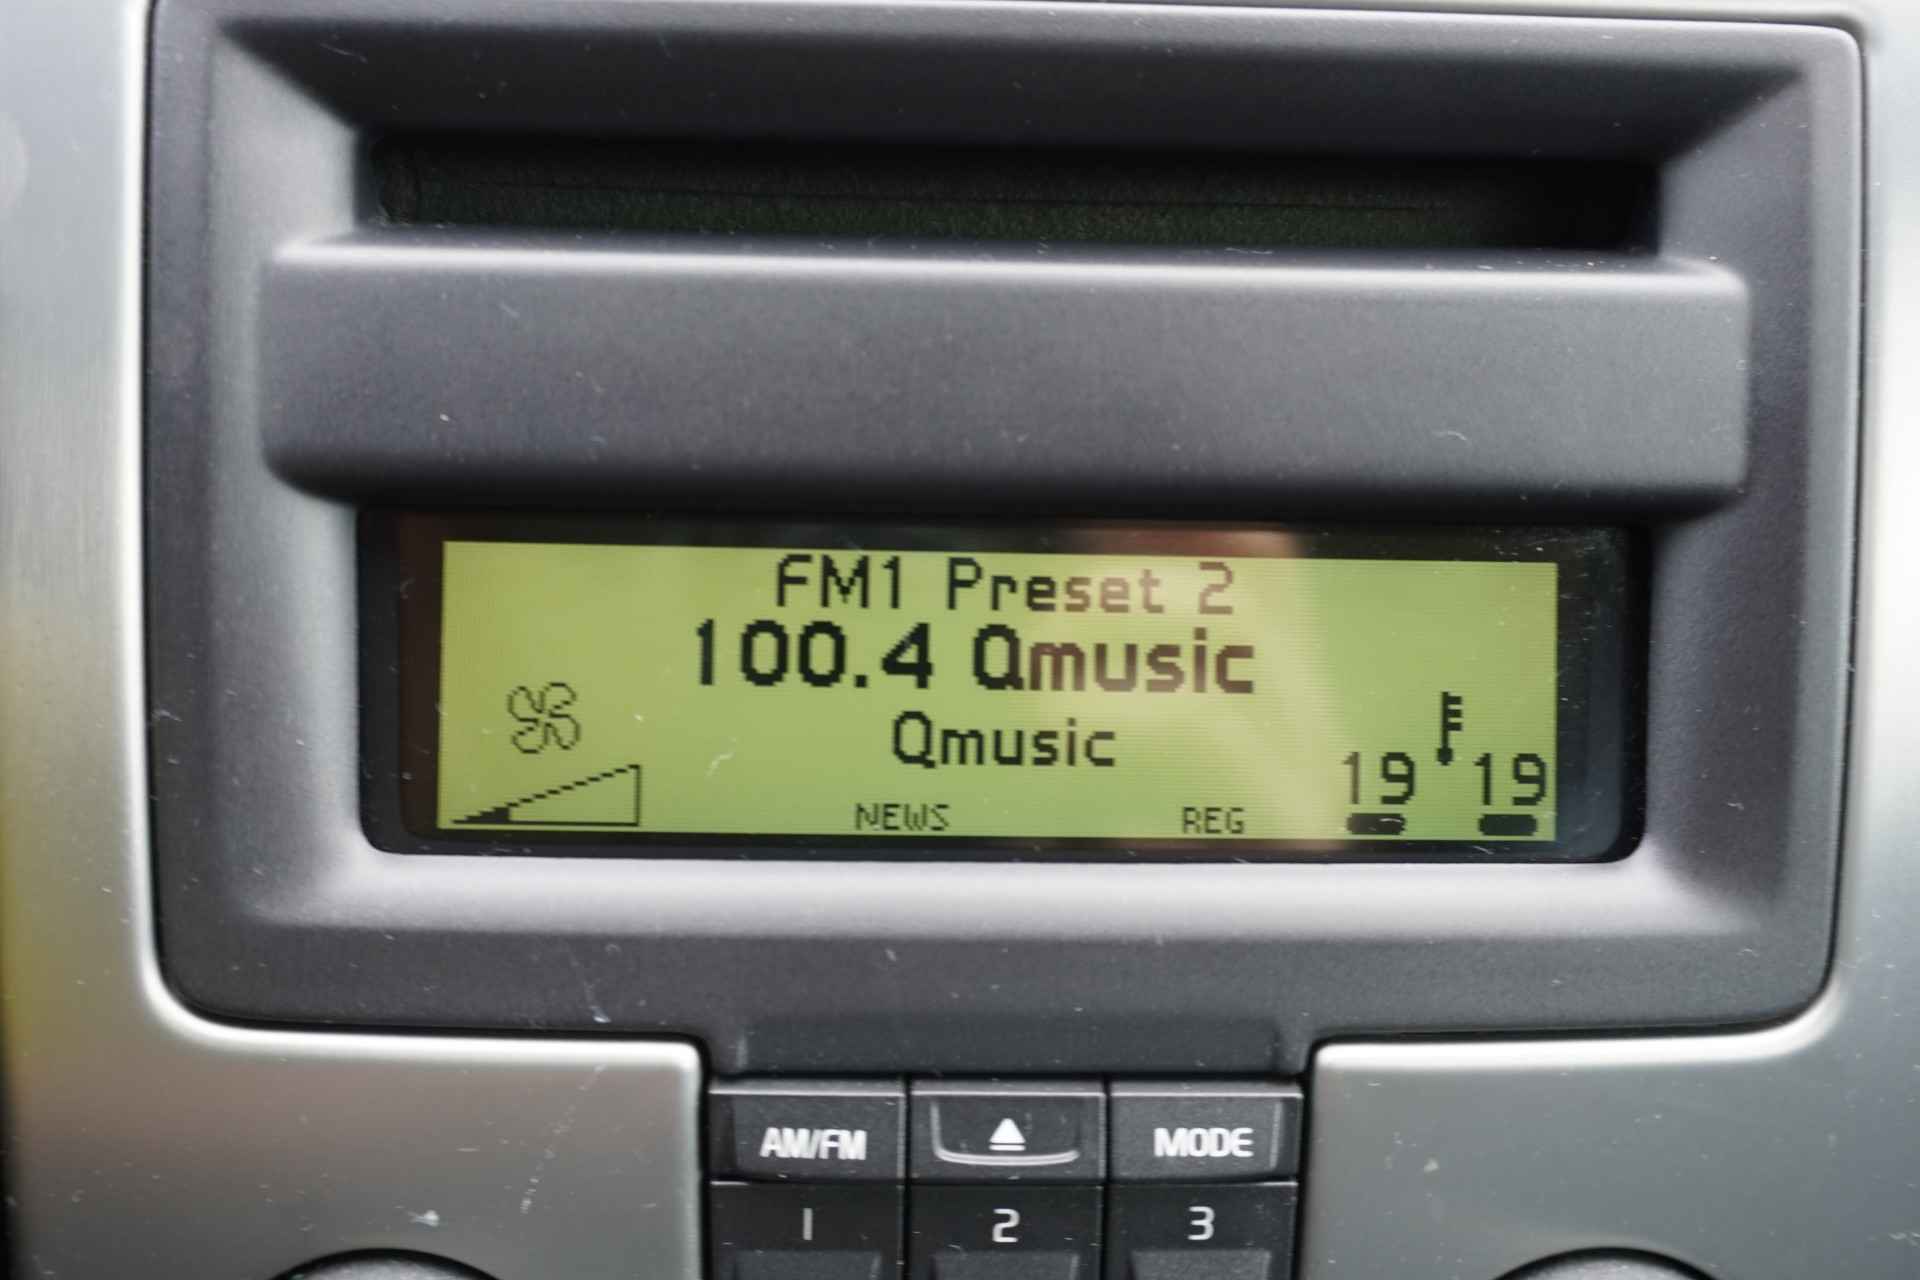 FM1 Preset 2
100.4 Qmusic
Qmusic
19 19
NEWS REG
AM/FM MODE
1 2 3